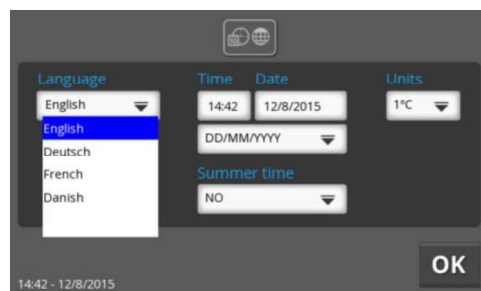 Language Time Date Units
English 14:42 12/8/2015 1°C
English
Deutsch
French
Danish
DD/MM/YYYY
Summer time
NO
OK
14:42 - 12/8/2015